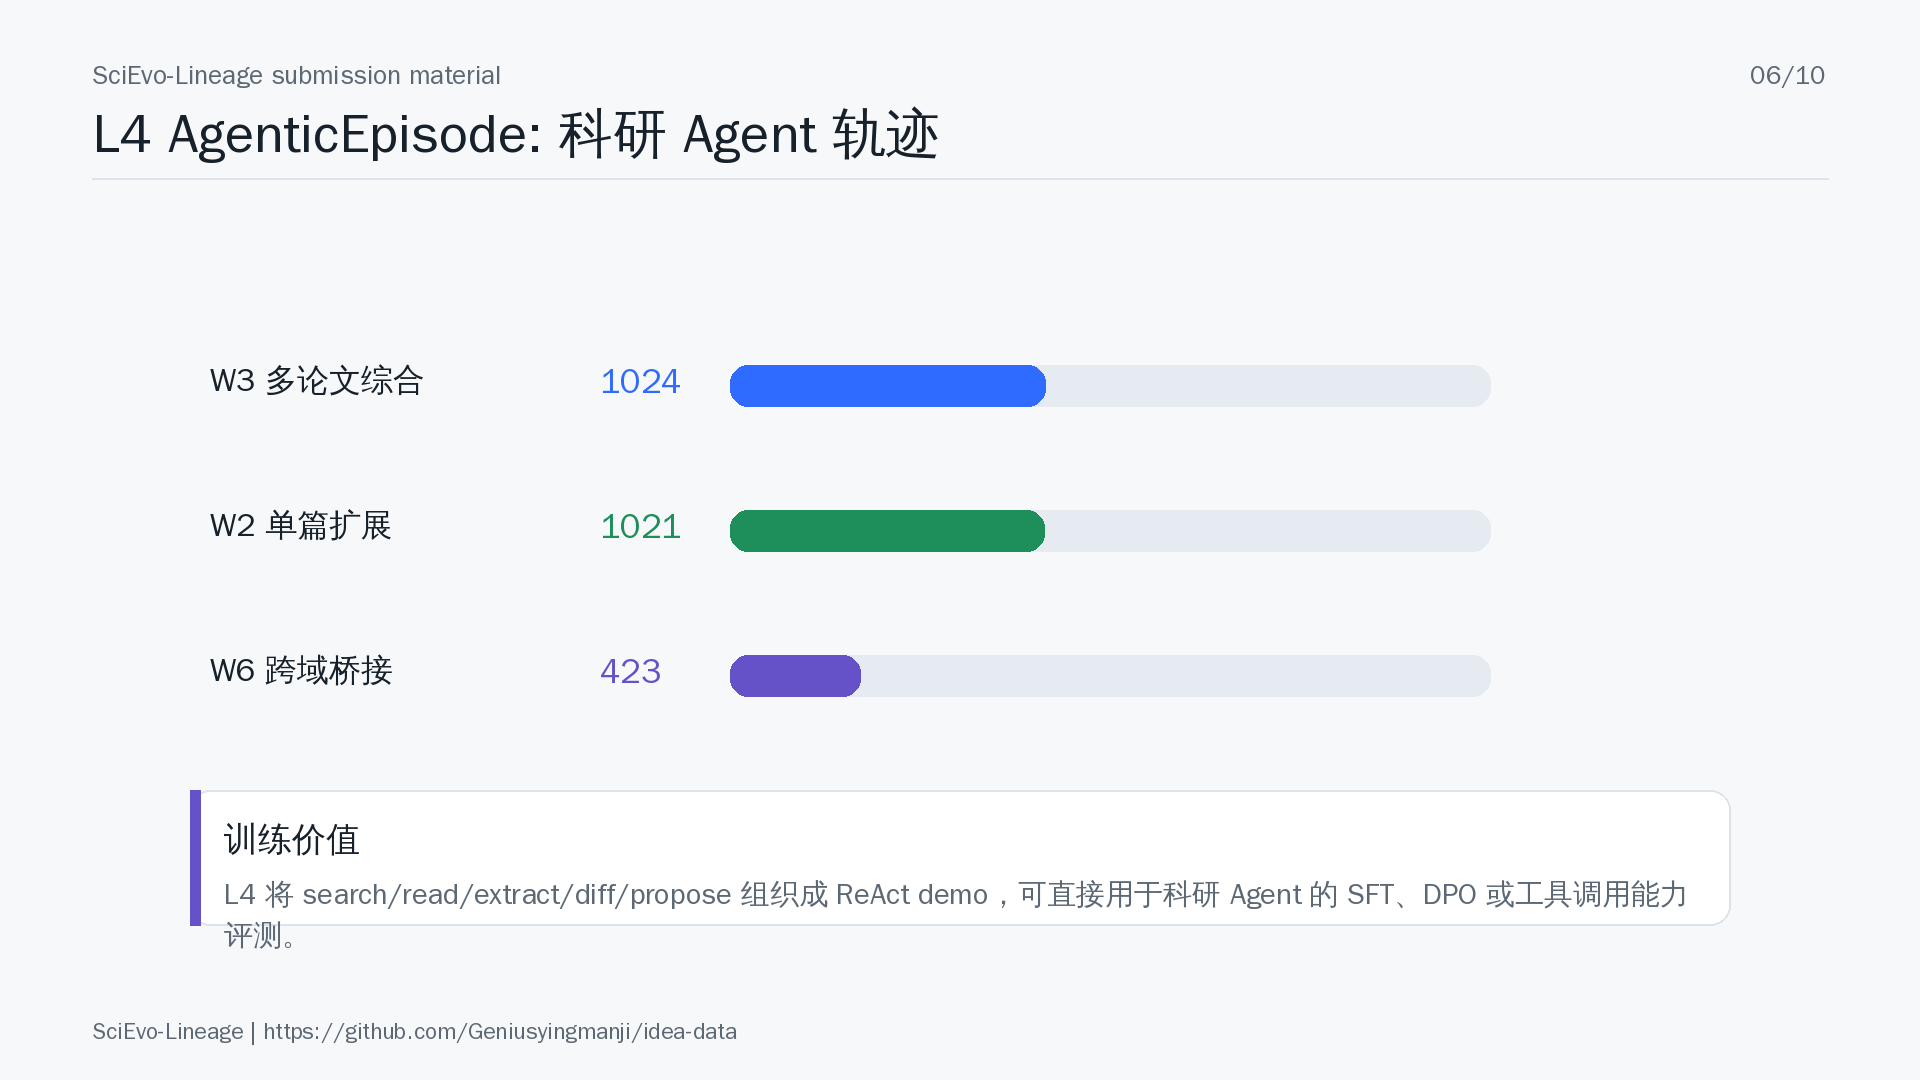 SciEvo-Lineage submission material
06/10
L4 AgenticEpisode: 科研 Agent 轨迹
W3 多论文综合
1024
W2 单篇扩展
1021
W6 跨域桥接
423
训练价值
L4 将 search/read/extract/diff/propose 组织成 ReAct demo，可直接用于科研 Agent 的 SFT、DPO 或工具调用能力
评测。
SciEvo-Lineage | https://github.com/Geniusyingmanji/idea-data